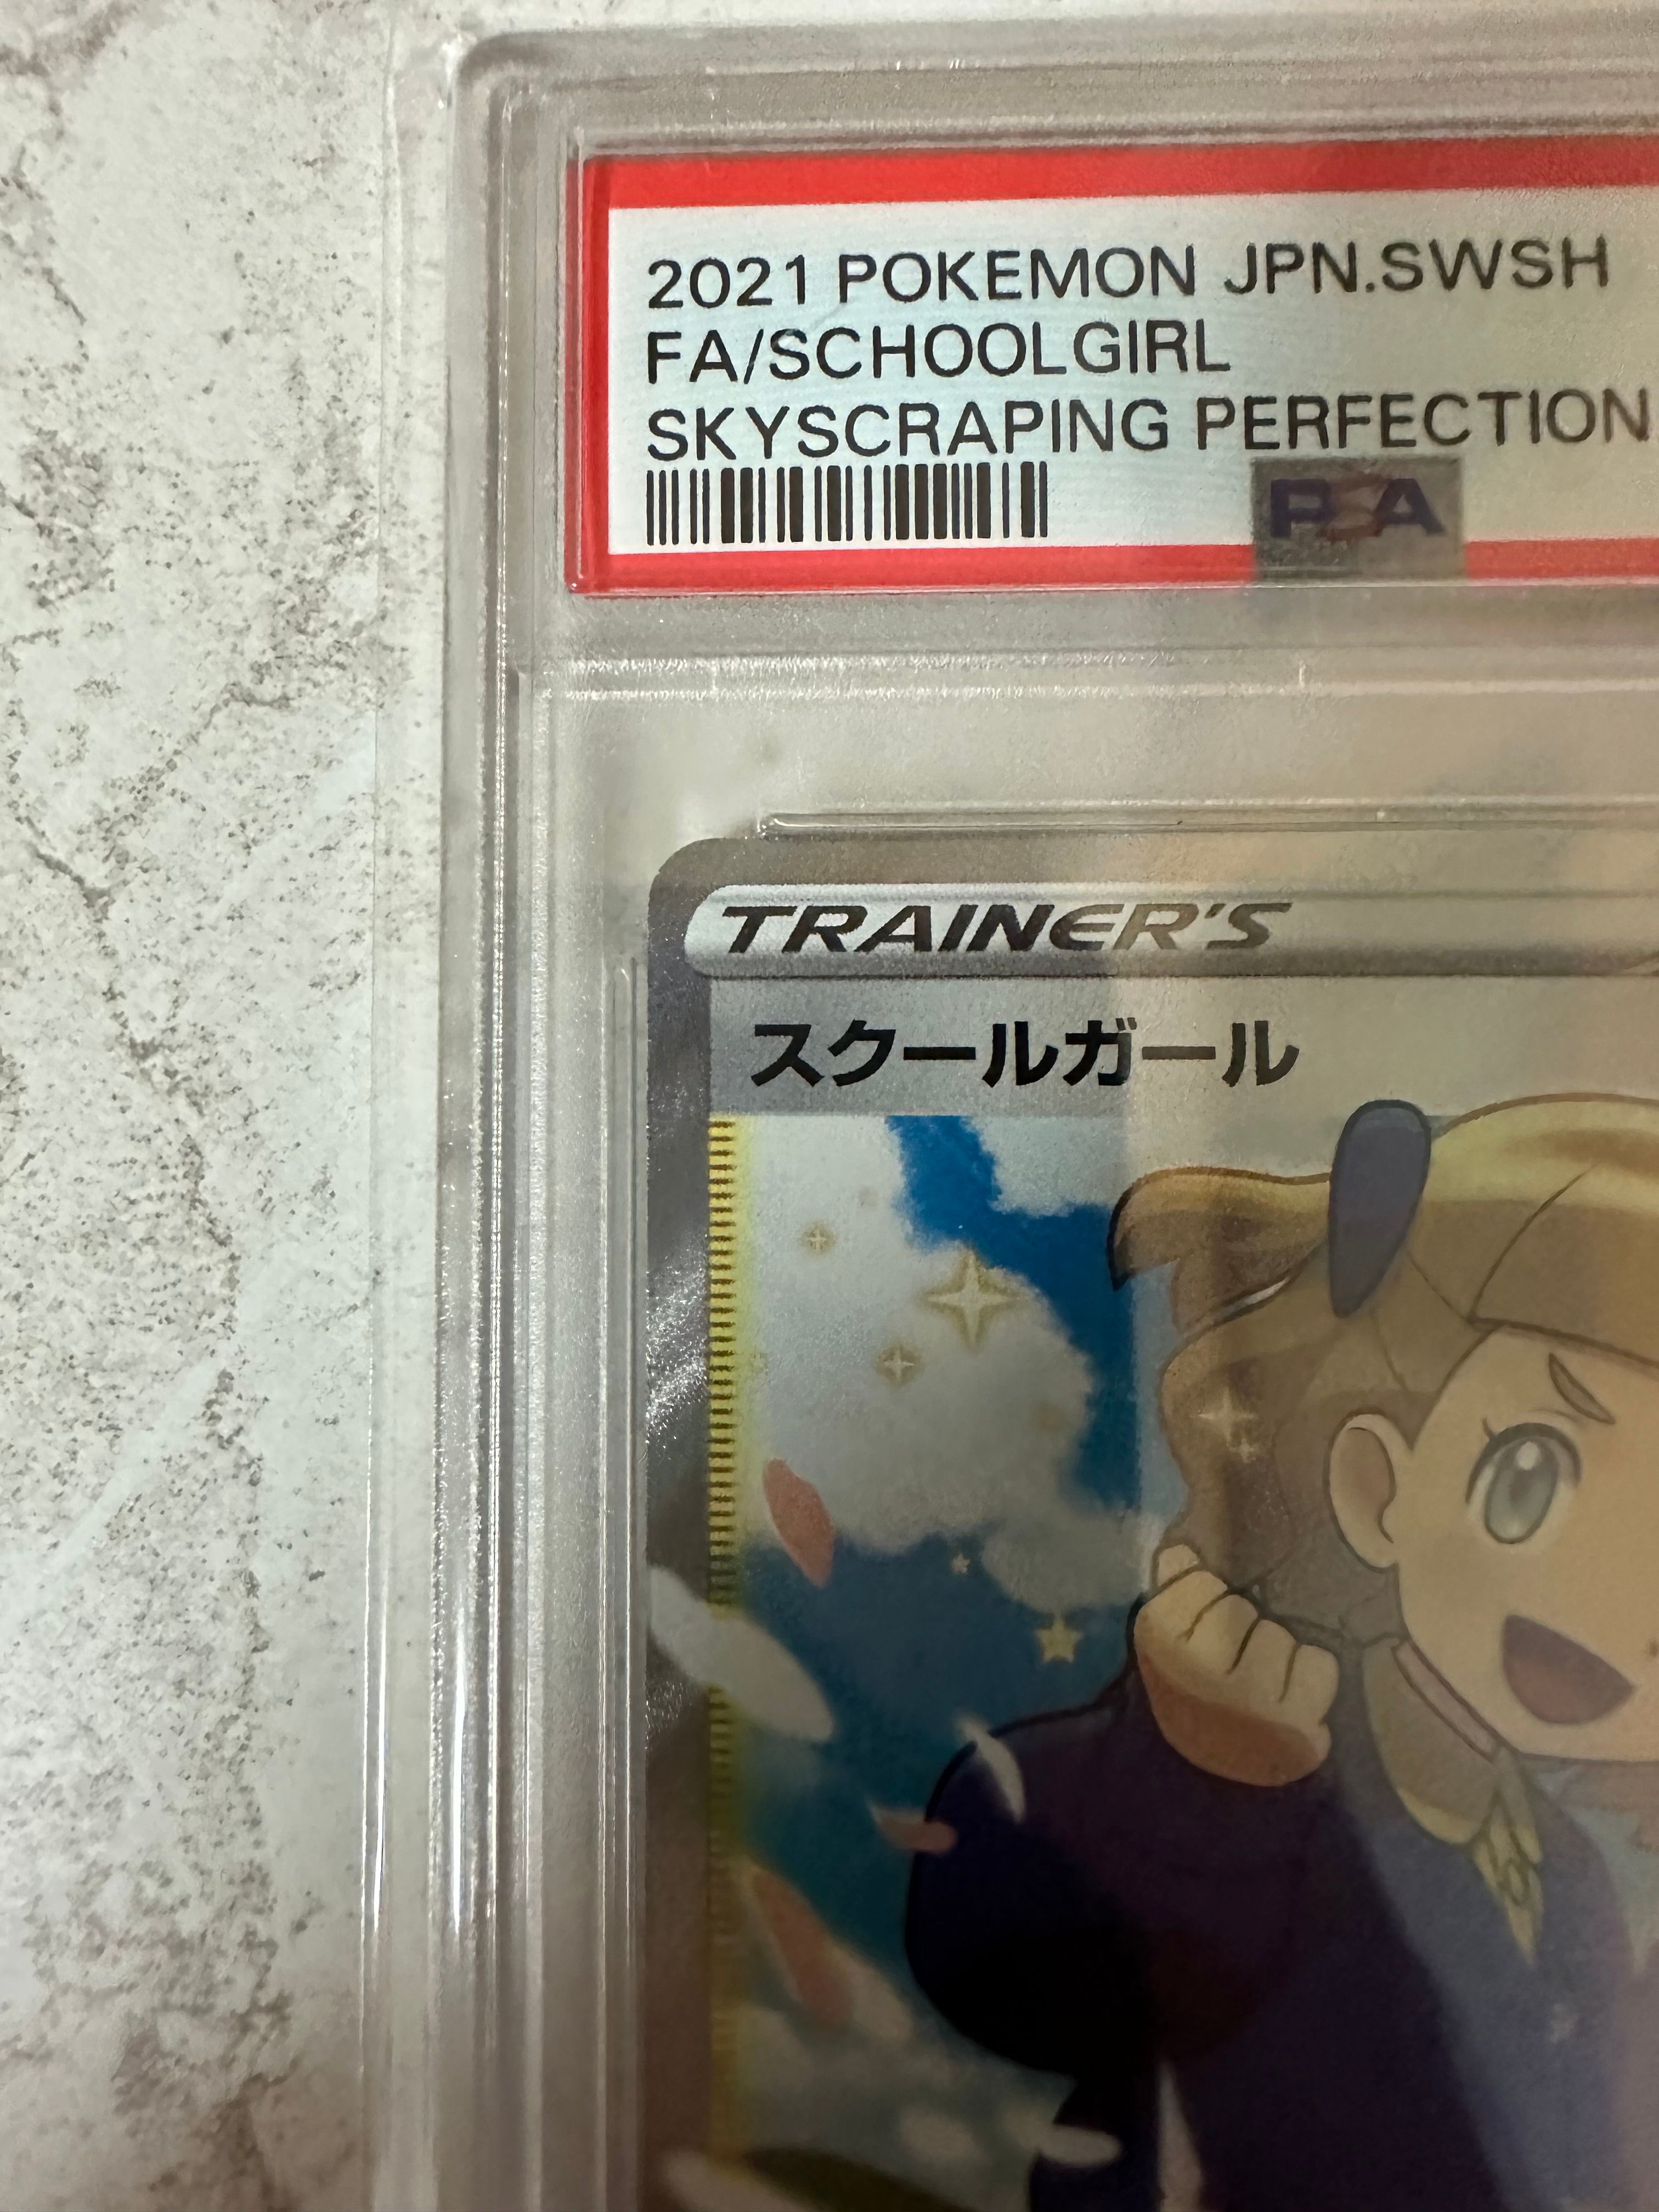 2021 POKEMON JPN.SWSH
FA/SCHOOLGIRL
SKYSCRAPING PERFECTION
PSA
TRAINER'S
スクールガール